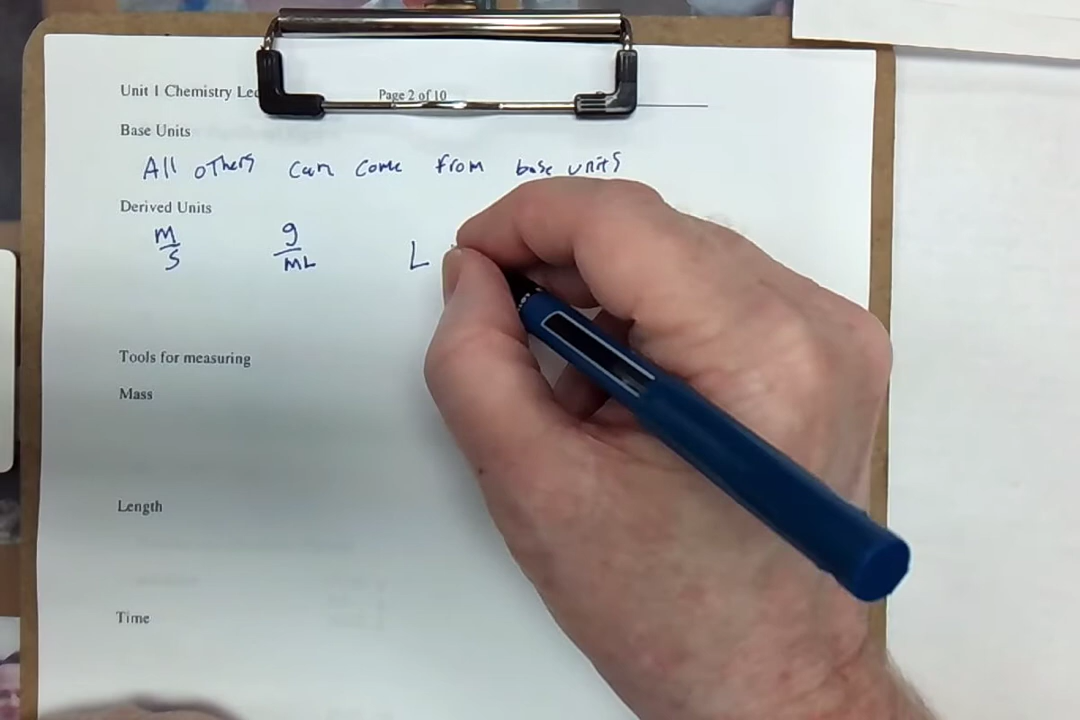 Unit 1 Chemistry Lec
Page 2 of 10
Base Units
All others can come from base units
Derived Units
m/s g/mL L
Tools for measuring
Mass
Length
Time